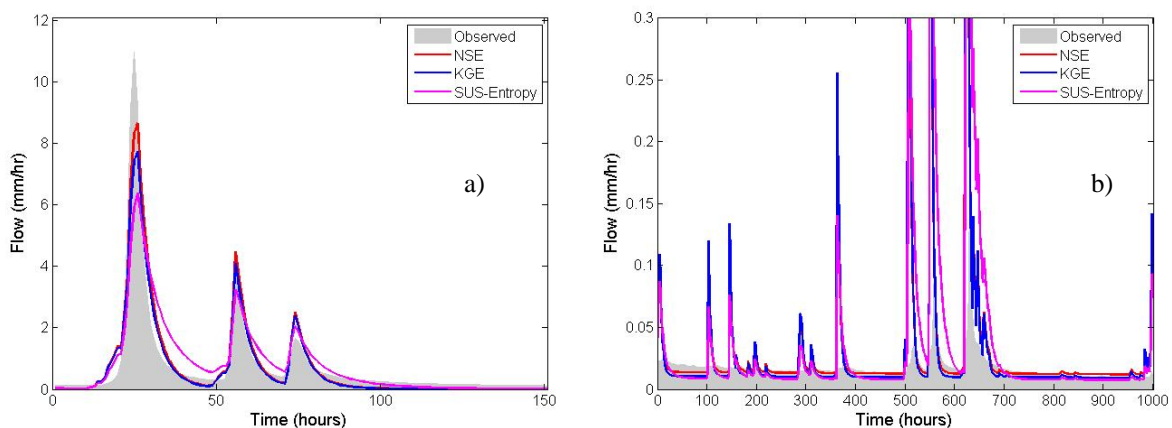 12
10
8
6
4
2
0
Flow (mm/hr)
0 50 100 150
Time (hours)
Observed
NSE
KGE
SUS-Entropy
a)
0.3
0.25
0.2
0.15
0.1
0.05
0
Flow (mm/hr)
0 100 200 300 400 500 600 700 800 900 1000
Time (hours)
Observed
NSE
KGE
SUS-Entropy
b)